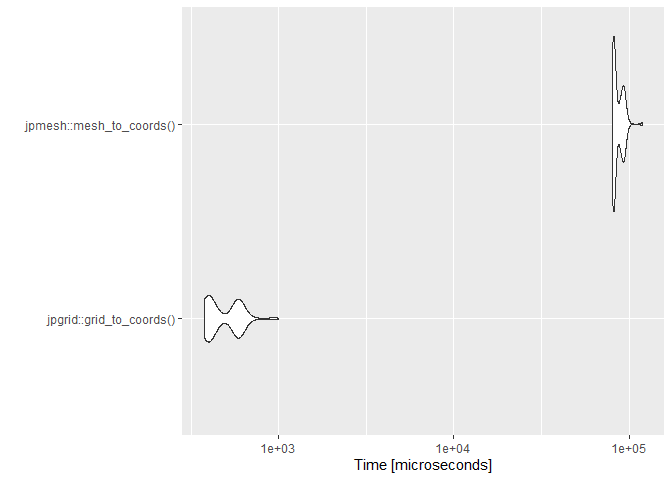 jpmesh::mesh_to_coords()
jpgrid::grid_to_coords()
1e+03 1e+04 1e+05
Time [microseconds]